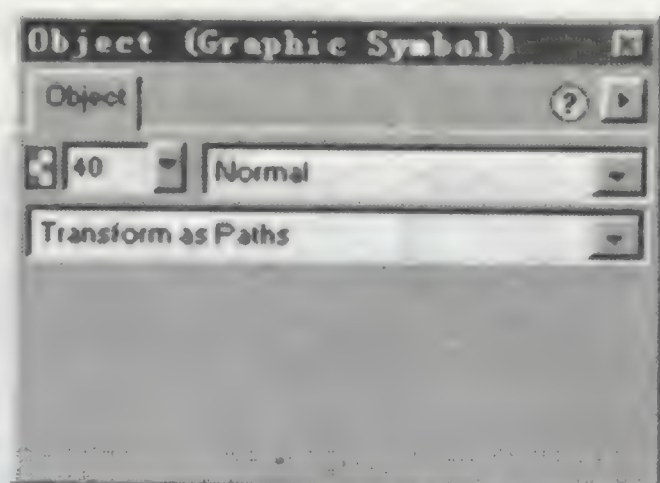 Object (Graphic Symbol)
Object ?
40 Normal
Transform as Paths